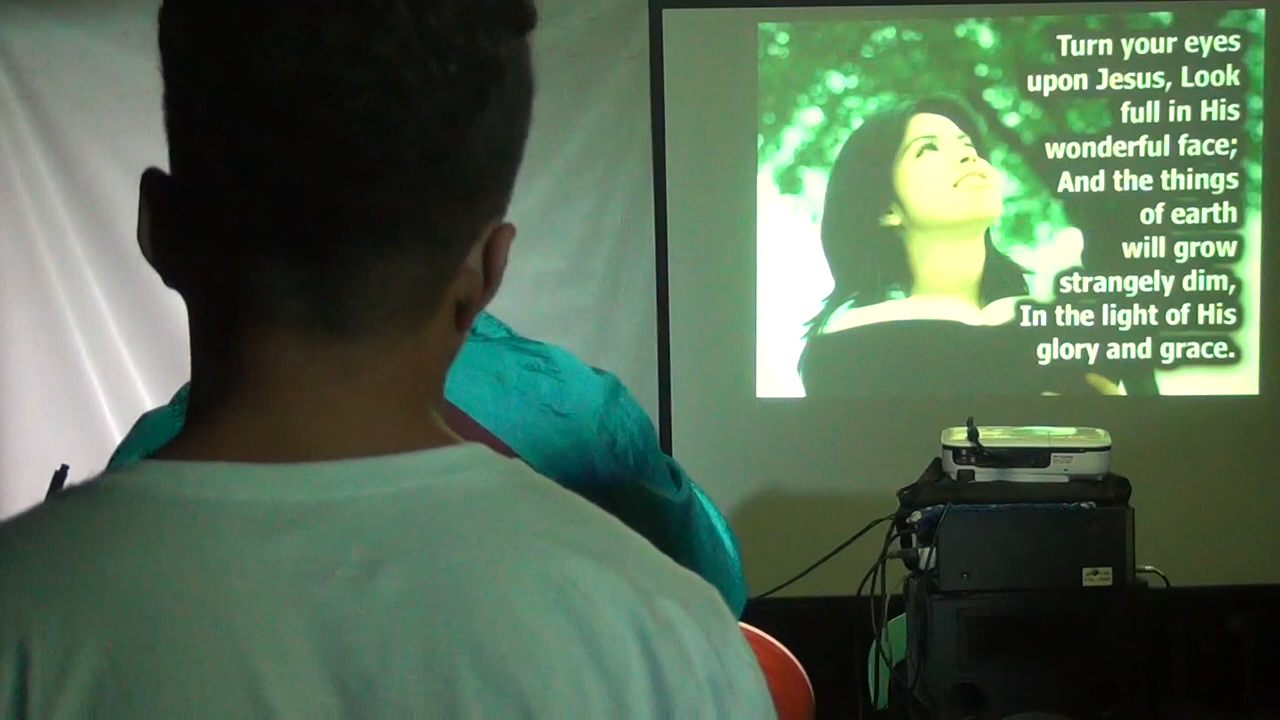 Turn your eyes
upon Jesus, Look
full in His
wonderful face;
And the things
of earth
will grow
strangely dim,
In the light of His
glory and grace.